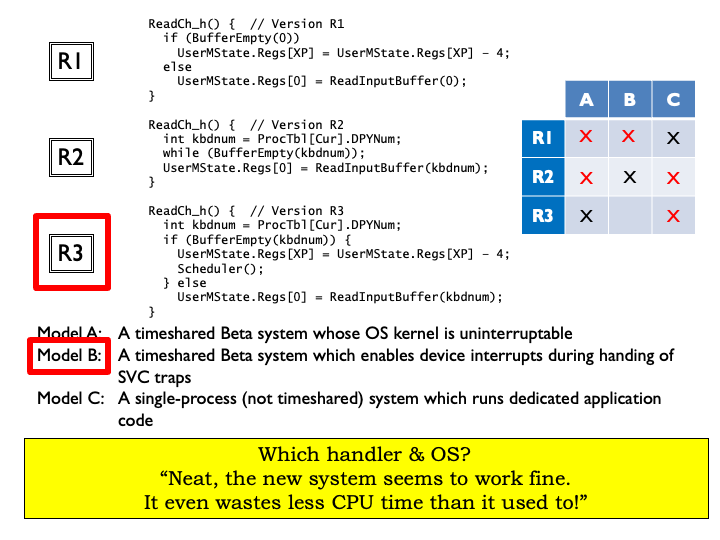 R1
ReadCh_h() {  // Version R1
  if (BufferEmpty(0))
    UserMState.Regs[XP] = UserMState.Regs[XP] - 4;
  else
    UserMState.Regs[0] = ReadInputBuffer(0);
}
R2
ReadCh_h() {  // Version R2
  int kbdnum = ProcTbl[Cur].DPYNum;
  while (BufferEmpty(kbdnum));
  UserMState.Regs[0] = ReadInputBuffer(kbdnum);
}
R3
ReadCh_h() {  // Version R3
  int kbdnum = ProcTbl[Cur].DPYNum;
  if (BufferEmpty(kbdnum)) {
    UserMState.Regs[XP] = UserMState.Regs[XP] - 4;
    Scheduler();
  } else
    UserMState.Regs[0] = ReadInputBuffer(kbdnum);
}
A B C
R1 X X X
R2 X X X
R3 X X
Model A: A timeshared Beta system whose OS kernel is uninterruptable
Model B: A timeshared Beta system which enables device interrupts during handing of
SVC traps
Model C: A single-process (not timeshared) system which runs dedicated application
code
Which handler & OS?
“Neat, the new system seems to work fine.
It even wastes less CPU time than it used to!”